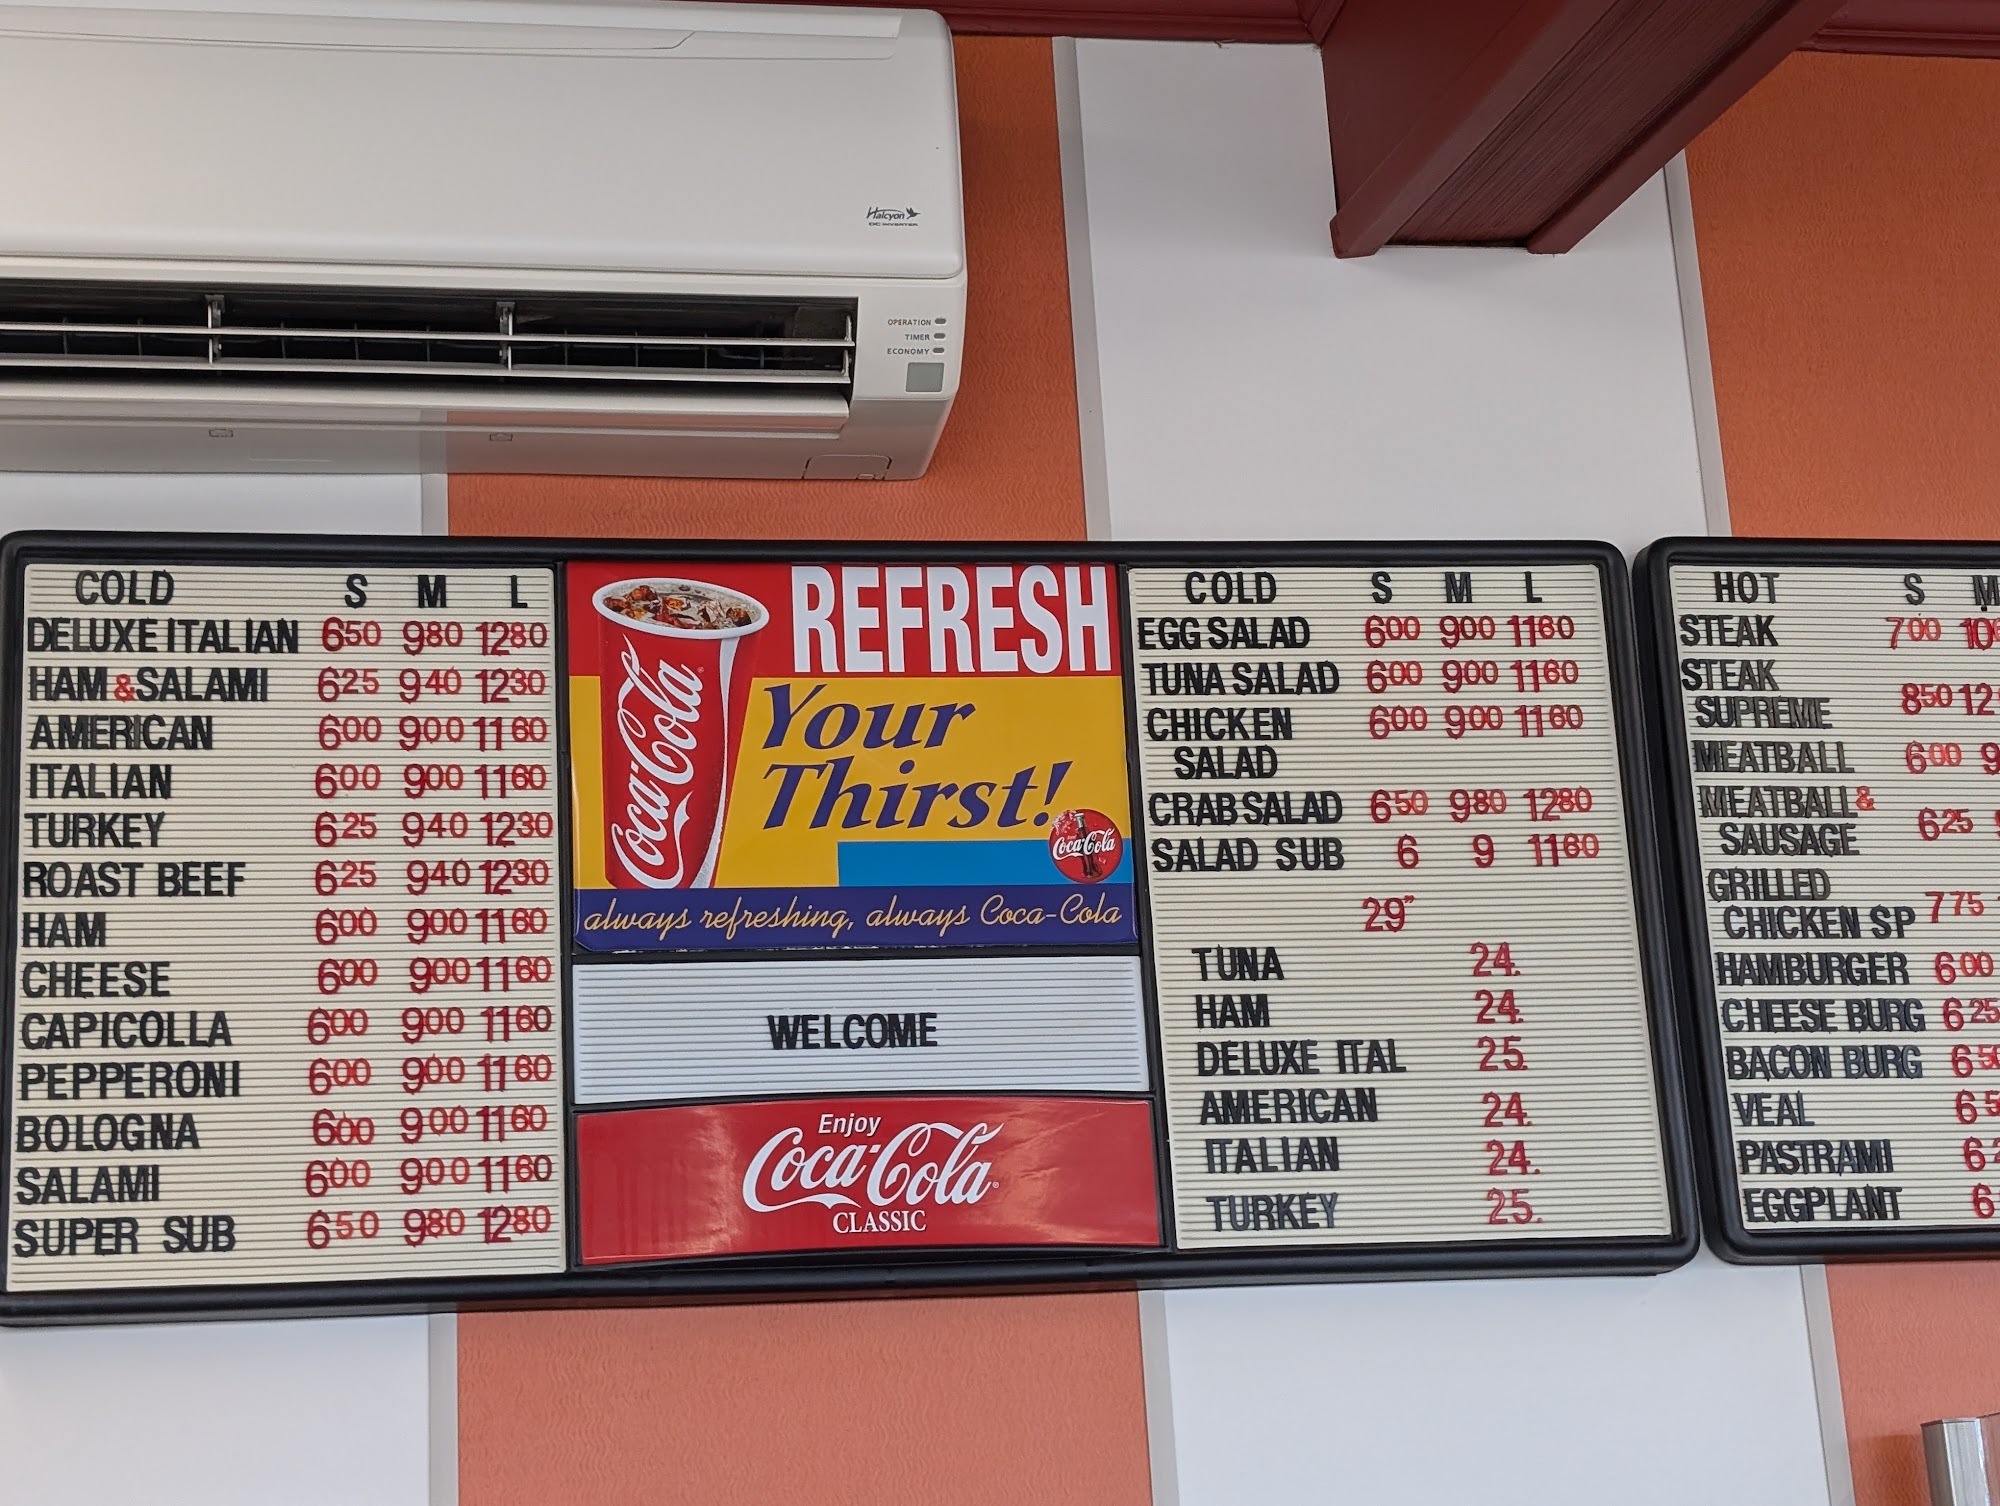 Halcyon
DC INVERTER
OPERATION
TIMER
ECONOMY
COLD S M L
DELUXE ITALIAN 650 980 1280
HAM & SALAMI 625 940 1230
AMERICAN 600 900 1160
ITALIAN 600 900 1160
TURKEY 625 940 1230
ROAST BEEF 625 940 1230
HAM 600 900 1160
CHEESE 600 900 1160
CAPICOLLA 600 900 1160
PEPPERONI 600 900 1160
BOLOGNA 600 900 1160
SALAMI 600 900 1160
SUPER SUB 650 980 1280
Coca-Cola
REFRESH
Your
Thirst!
Coca-Cola
always refreshing, always Coca-Cola
WELCOME
Enjoy
Coca-Cola
CLASSIC
COLD S M L
EGG SALAD 600 900 1160
TUNA SALAD 600 900 1160
CHICKEN 600 900 1160
SALAD
CRAB SALAD 650 980 1280
SALAD SUB 6 9 1160
29"
TUNA 24.
HAM 24.
DELUXE ITAL 25.
AMERICAN 24.
ITALIAN 24.
TURKEY 25.
HOT S M
STEAK 700 10
STEAK
SUPREME 850 12
MEATBALL 600 9
MEATBALL &
SAUSAGE 625
GRILLED
CHICKEN SP 775
HAMBURGER 600
CHEESE BURG 625
BACON BURG 650
VEAL 65
PASTRAMI 62
EGGPLANT 6